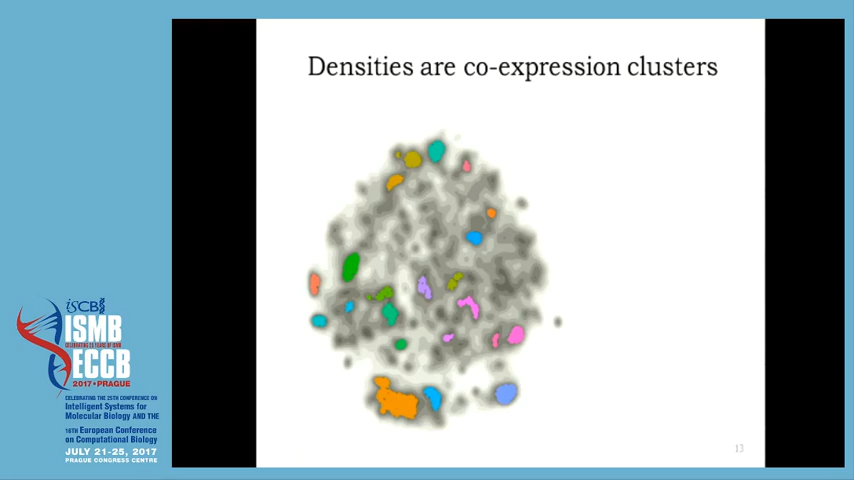 Densities are co-expression clusters
13
iSCB
ISMB
CELEBRATING 25 YEARS OF ISMB
ECCB
2017 • PRAGUE
CELEBRATING THE 25TH CONFERENCE ON
Intelligent Systems for
Molecular Biology AND THE
16TH European Conference
on Computational Biology
JULY 21-25, 2017
PRAGUE CONGRESS CENTRE